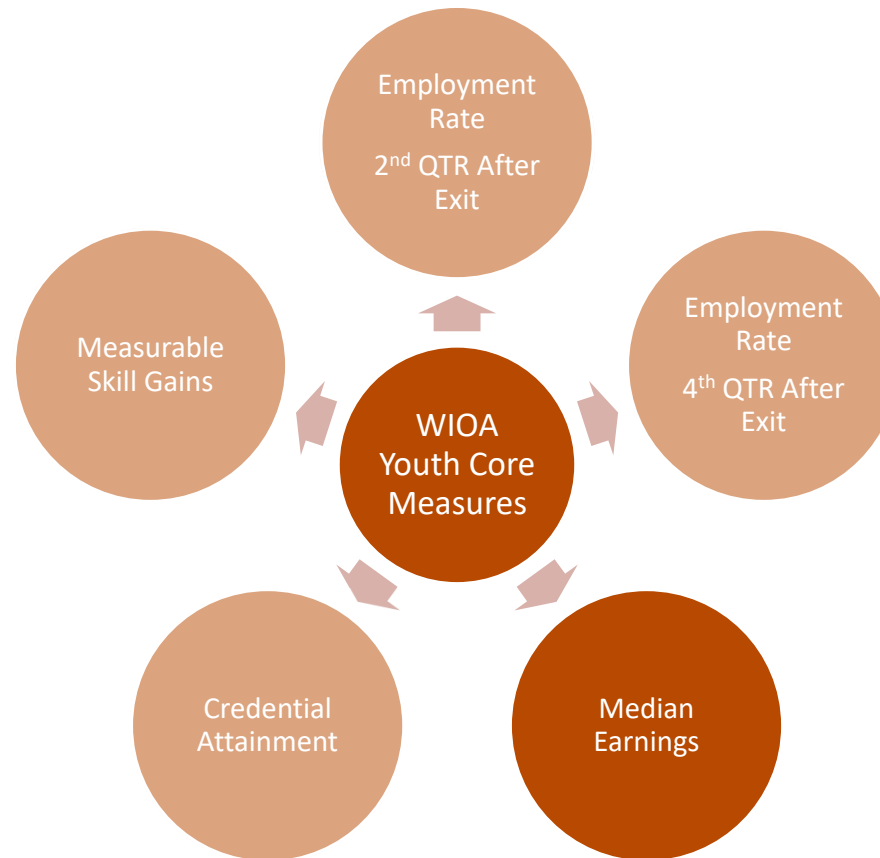 Employment
Rate
2nd QTR After
Exit
Employment
Rate
4th QTR After
Exit
Measurable
Skill Gains
WIOA
Youth Core
Measures
Credential
Attainment
Median
Earnings